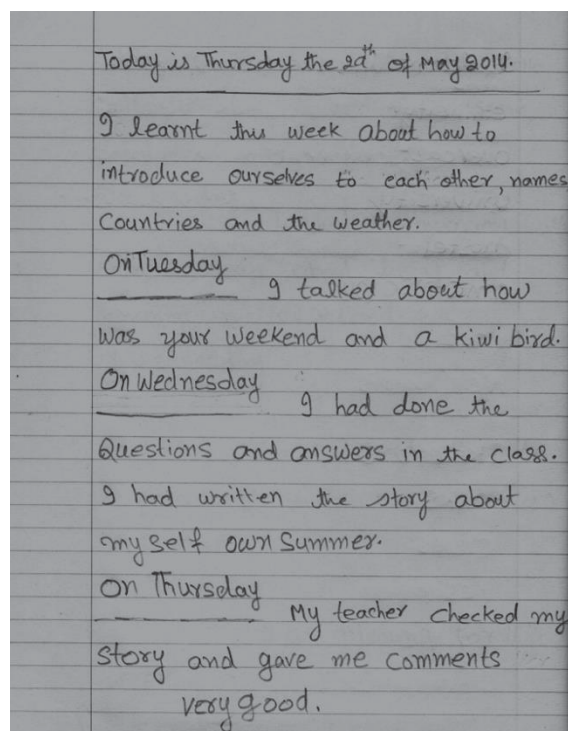 Today is Thursday the 22th of May 2014.
I learnt this week about how to
introduce ourselves to each other, names
Countries and the weather.
On Tuesday
I talked about how
was your weekend and a kiwi bird.
On Wednesday
I had done the
Questions and answers in the class.
I had written the story about
my self own Summer.
On Thursday
My teacher checked my
story and gave me comments
very good.